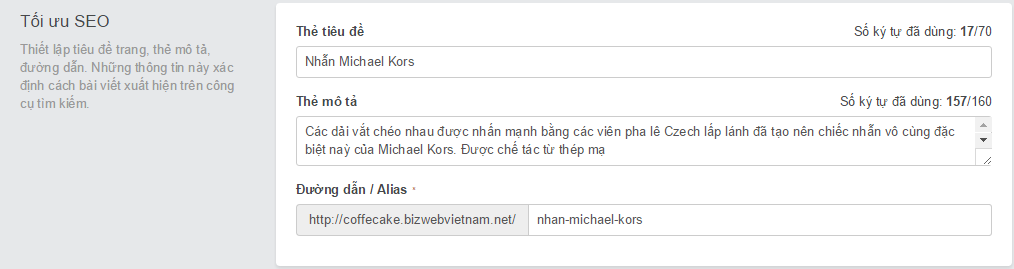 Tối ưu SEO
Thiết lập tiêu đề trang, thẻ mô tả,
đường dẫn. Những thông tin này xác
định cách bài viết xuất hiện trên công
cụ tìm kiếm.
Thẻ tiêu đề
Số ký tự đã dùng: 17/70
Nhẫn Michael Kors
Thẻ mô tả
Số ký tự đã dùng: 157/160
Các dải vắt chéo nhau được nhấn mạnh bằng các viên pha lê Czech lấp lánh đã tạo nên chiếc nhẫn vô cùng đặc
biệt naỳ của Michael Kors. Được chế tác từ thép mạ
Đường dẫn / Alias *
http://coffecake.bizwebvietnam.net/ nhan-michael-kors